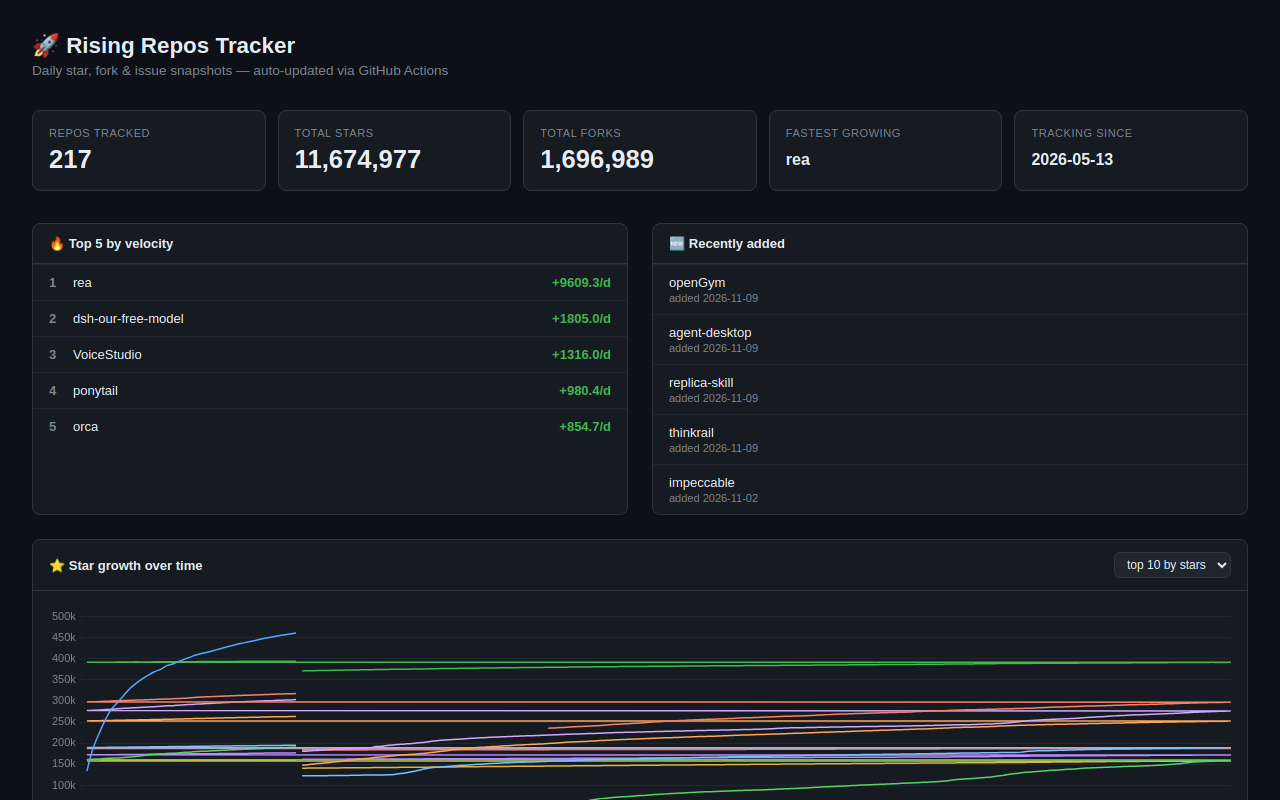 🚀 Rising Repos Tracker
Daily star, fork & issue snapshots — auto-updated via GitHub Actions
REPOS TRACKED
217
TOTAL STARS
11,674,977
TOTAL FORKS
1,696,989
FASTEST GROWING
rea
TRACKING SINCE
2026-05-13
🔥 Top 5 by velocity
1 rea +9609.3/d
2 dsh-our-free-model +1805.0/d
3 VoiceStudio +1316.0/d
4 ponytail +980.4/d
5 orca +854.7/d
🆕 Recently added
openGym
added 2026-11-09
agent-desktop
added 2026-11-09
replica-skill
added 2026-11-09
thinkrail
added 2026-11-09
impeccable
added 2026-11-02
⭐ Star growth over time
top 10 by stars
500k
450k
400k
350k
300k
250k
200k
150k
100k